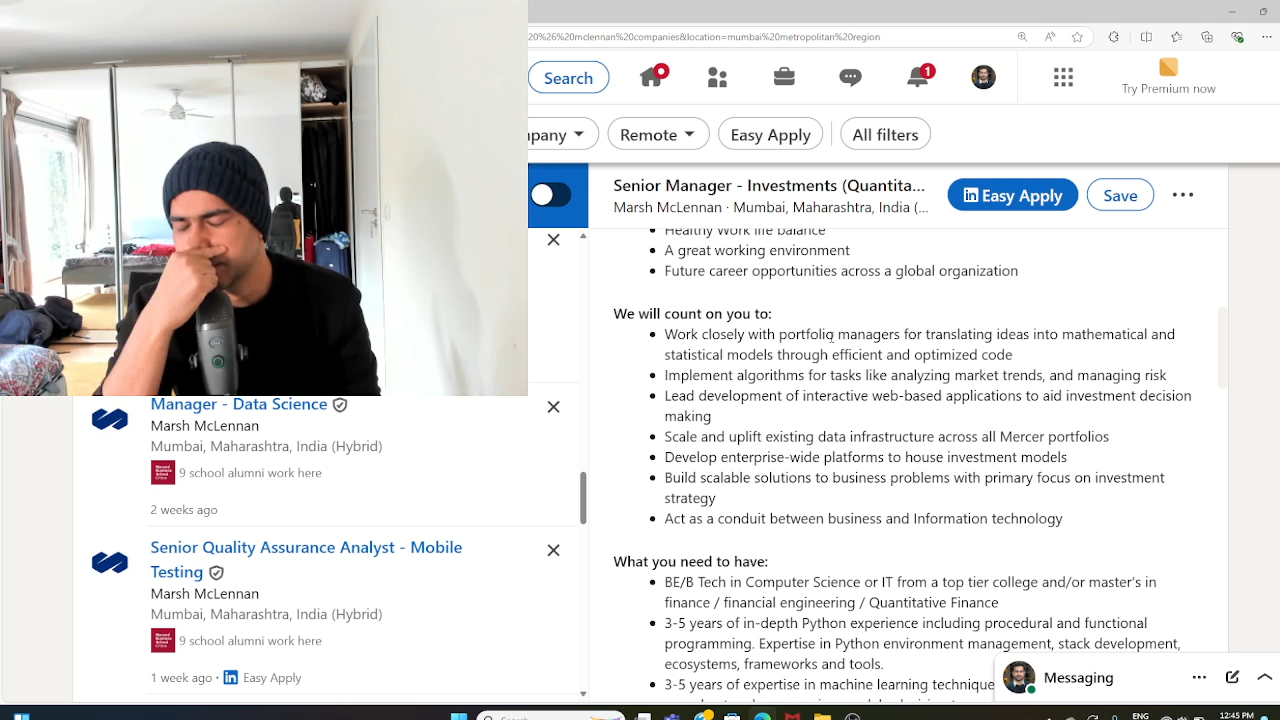 20%26%20mclennan%20companies&location=mumbai%20metropolitan%20region
Search
1
Try Premium now
pany
Remote
Easy Apply
All filters
Senior Manager - Investments (Quantita...
Marsh McLennan · Mumbai, Maharashtra, India (...
in Easy Apply
Save
Healthy Work life balance
A great working environment
Future career opportunities across a global organization
We will count on you to:
Work closely with portfolio managers for translating ideas into mathematical and
statistical models through efficient and optimized code
Implement algorithms for tasks like analyzing market trends, and managing risk
Lead development of interactive web-based applications to aid investment decision
making
Scale and uplift existing data infrastructure across all Mercer portfolios
Develop enterprise-wide platforms to house investment models
Build scalable solutions to business problems with primary focus on investment
strategy
Act as a conduit between business and Information technology
What you need to have:
BE/B Tech in Computer Science or IT from a top tier college and/or master's in
finance / financial engineering / Quantitative Finance
3-5 years of in-depth Python experience including procedural and functional
programming. Expertise in Python environment management, stack development,
ecosystems, frameworks and tools.
3-5 years of expertise in machine learning technique
Manager - Data Science
Marsh McLennan
Mumbai, Maharashtra, India (Hybrid)
9 school alumni work here
2 weeks ago
Senior Quality Assurance Analyst - Mobile
Testing
Marsh McLennan
Mumbai, Maharashtra, India (Hybrid)
9 school alumni work here
1 week ago · in Easy Apply
Messaging
ENG
12:45 PM